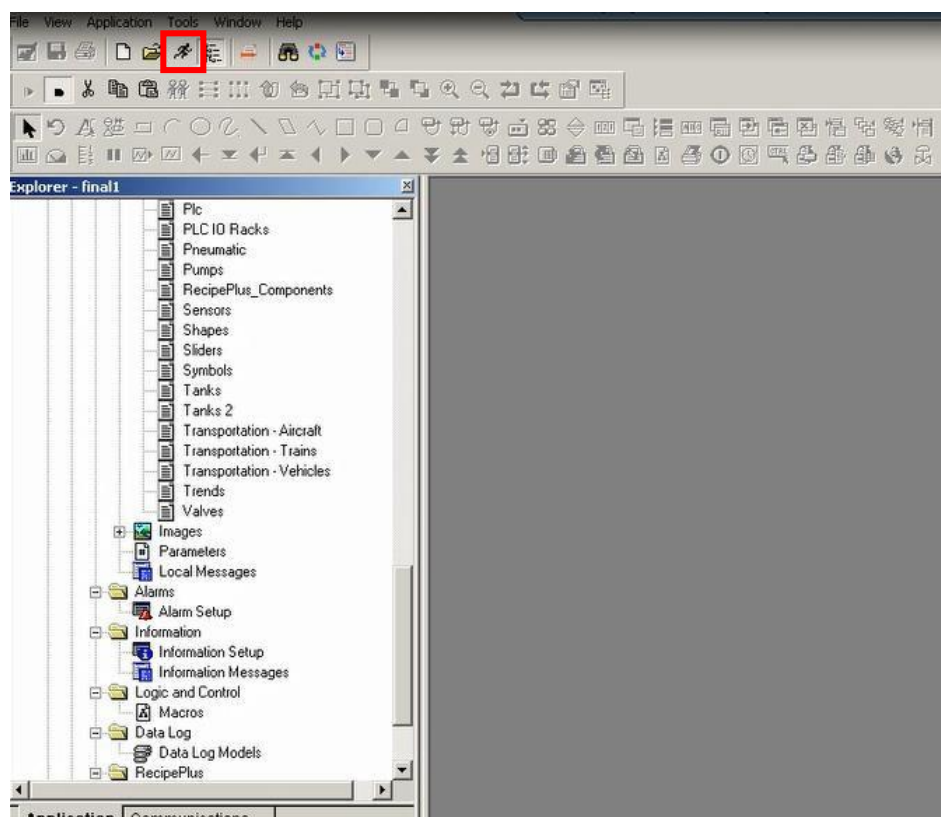 File View Application Tools Window Help
Explorer - final1
Plc
PLC IO Racks
Pneumatic
Pumps
RecipePlus_Components
Sensors
Shapes
Sliders
Symbols
Tanks
Tanks 2
Transportation - Aircraft
Transportation - Trains
Transportation - Vehicles
Trends
Valves
Images
Parameters
Local Messages
Alarms
Alarm Setup
Information
Information Setup
Information Messages
Logic and Control
Macros
Data Log
Data Log Models
RecipePlus
Application Communications